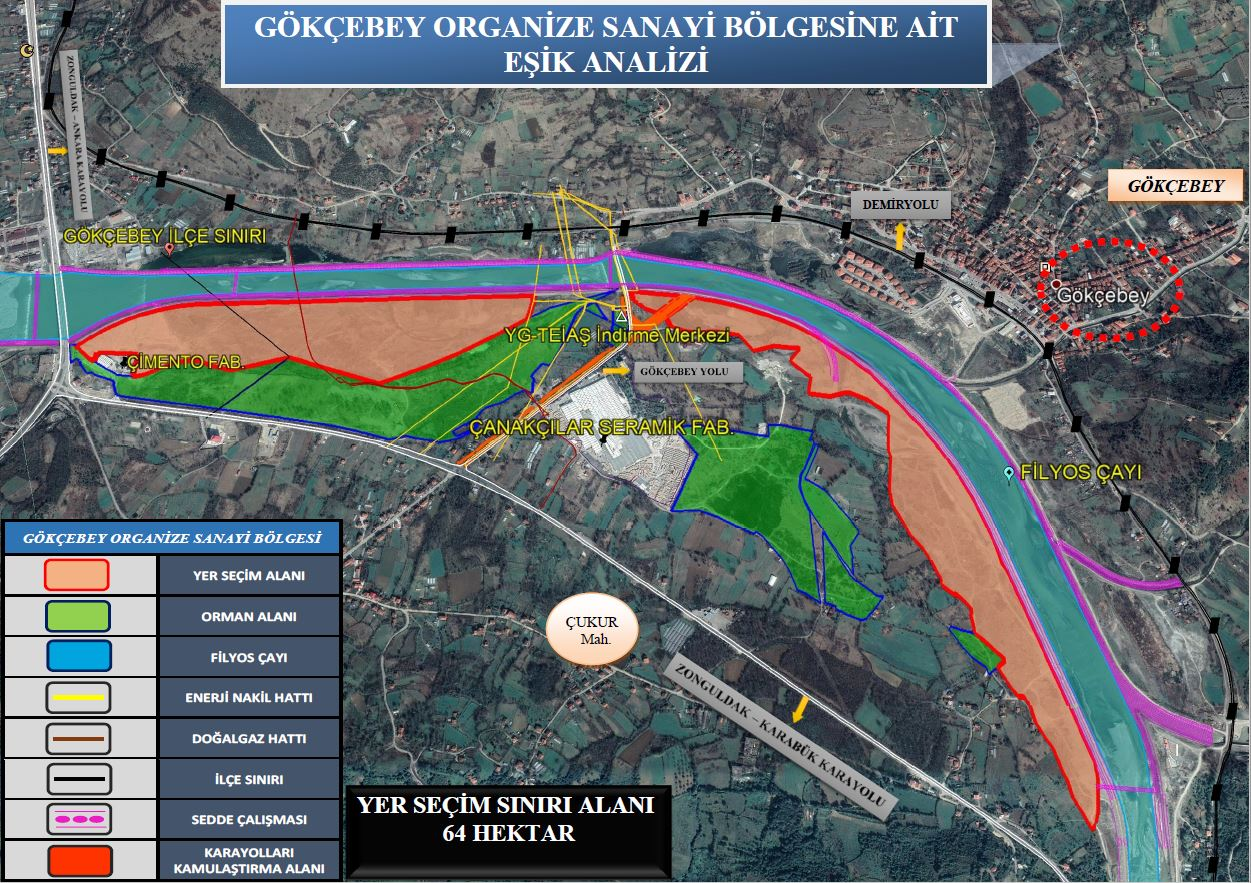 GÖKÇEBEY ORGANİZE SANAYİ BÖLGESİNE AİT
EŞİK ANALİZİ
ZONGULDAK – ANKARA KARAYOLU
GÖKÇEBEY
DEMİRYOLU
GÖKÇEBEY İLÇE SINIRI
Gökçebey
YG-TEİAŞ İndirme Merkezi
ÇİMENTO FAB.
GÖKÇEBEY YOLU
ÇANAKÇILAR SERAMİK FAB.
FİLYOS ÇAYI
GÖKÇEBEY ORGANİZE SANAYİ BÖLGESİ
YER SEÇİM ALANI
ORMAN ALANI
FİLYOS ÇAYI
ENERJİ NAKİL HATTI
DOĞALGAZ HATTI
İLÇE SINIRI
SEDDE ÇALIŞMASI
KARAYOLLARI
KAMULAŞTIRMA ALANI
ÇUKUR
Mah.
ZONGULDAK – KARABÜK KARAYOLU
YER SEÇİM SINIRI ALANI
64 HEKTAR